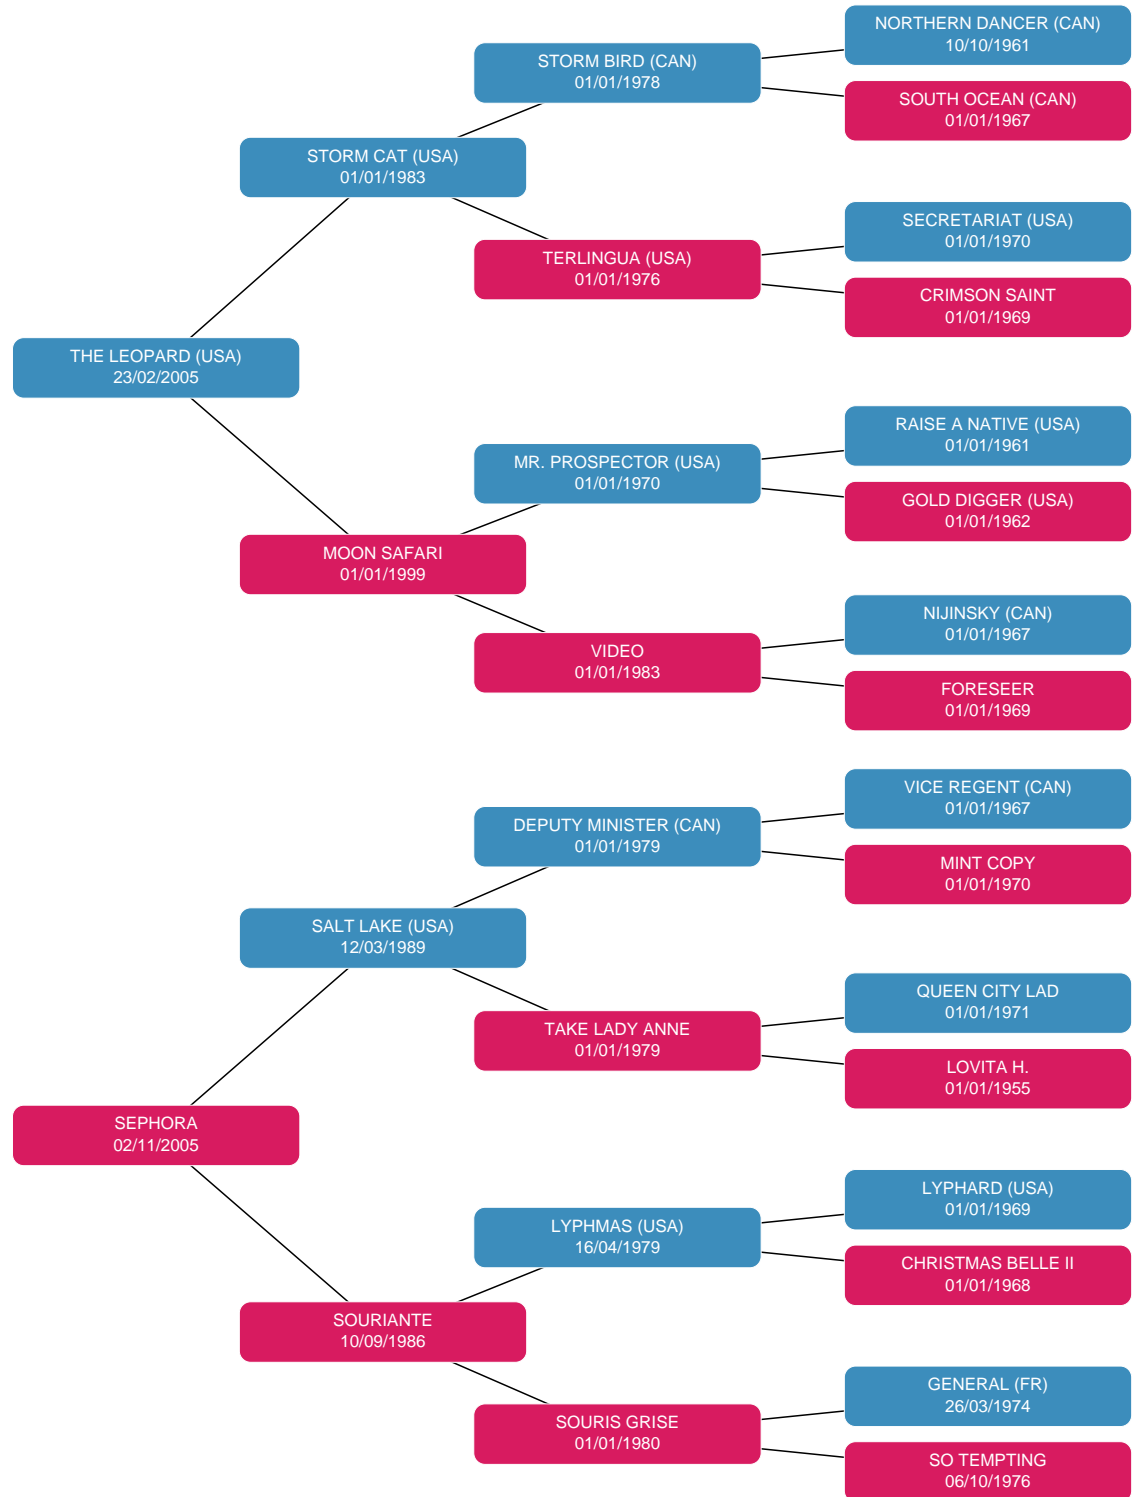 NORTHERN DANCER (CAN)
10/10/1961
STORM BIRD (CAN)
01/01/1978
SOUTH OCEAN (CAN)
01/01/1967
STORM CAT (USA)
01/01/1983
SECRETARIAT (USA)
01/01/1970
TERLINGUA (USA)
01/01/1976
CRIMSON SAINT
01/01/1969
THE LEOPARD (USA)
23/02/2005
RAISE A NATIVE (USA)
01/01/1961
MR. PROSPECTOR (USA)
01/01/1970
GOLD DIGGER (USA)
01/01/1962
MOON SAFARI
01/01/1999
NIJINSKY (CAN)
01/01/1967
VIDEO
01/01/1983
FORESEER
01/01/1969
VICE REGENT (CAN)
01/01/1967
DEPUTY MINISTER (CAN)
01/01/1979
MINT COPY
01/01/1970
SALT LAKE (USA)
12/03/1989
QUEEN CITY LAD
01/01/1971
TAKE LADY ANNE
01/01/1979
LOVITA H.
01/01/1955
SEPHORA
02/11/2005
LYPHARD (USA)
01/01/1969
LYPHMAS (USA)
16/04/1979
CHRISTMAS BELLE II
01/01/1968
SOURIANTE
10/09/1986
GENERAL (FR)
26/03/1974
SOURIS GRISE
01/01/1980
SO TEMPTING
06/10/1976